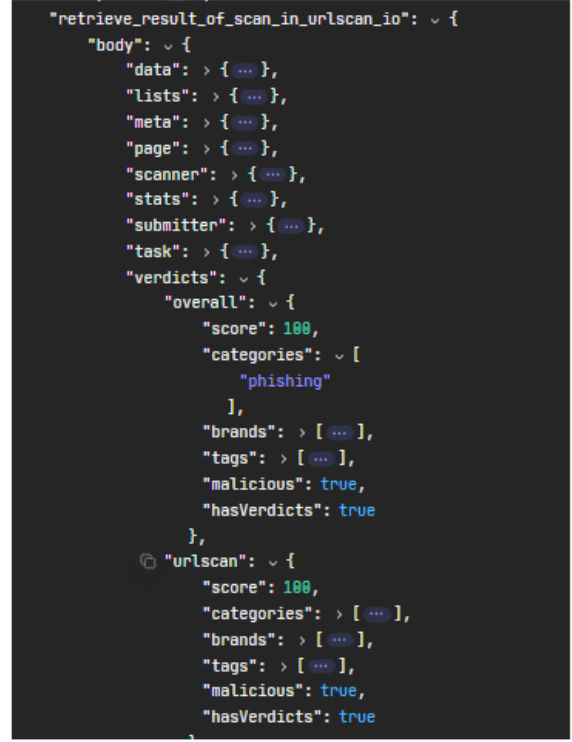 "retrieve_result_of_scan_in_urlscan_io": ⌄ {
"body": ⌄ {
"data": > { ⋯ },
"lists": > { ⋯ },
"meta": > { ⋯ },
"page": > { ⋯ },
"scanner": > { ⋯ },
"stats": > { ⋯ },
"submitter": > { ⋯ },
"task": > { ⋯ },
"verdicts": ⌄ {
"overall": ⌄ {
"score": 100,
"categories": ⌄ [
"phishing"
],
"brands": > [ ⋯ ],
"tags": > [ ⋯ ],
"malicious": true,
"hasVerdicts": true
},
"urlscan": ⌄ {
"score": 100,
"categories": > [ ⋯ ],
"brands": > [ ⋯ ],
"tags": > [ ⋯ ],
"malicious": true,
"hasVerdicts": true